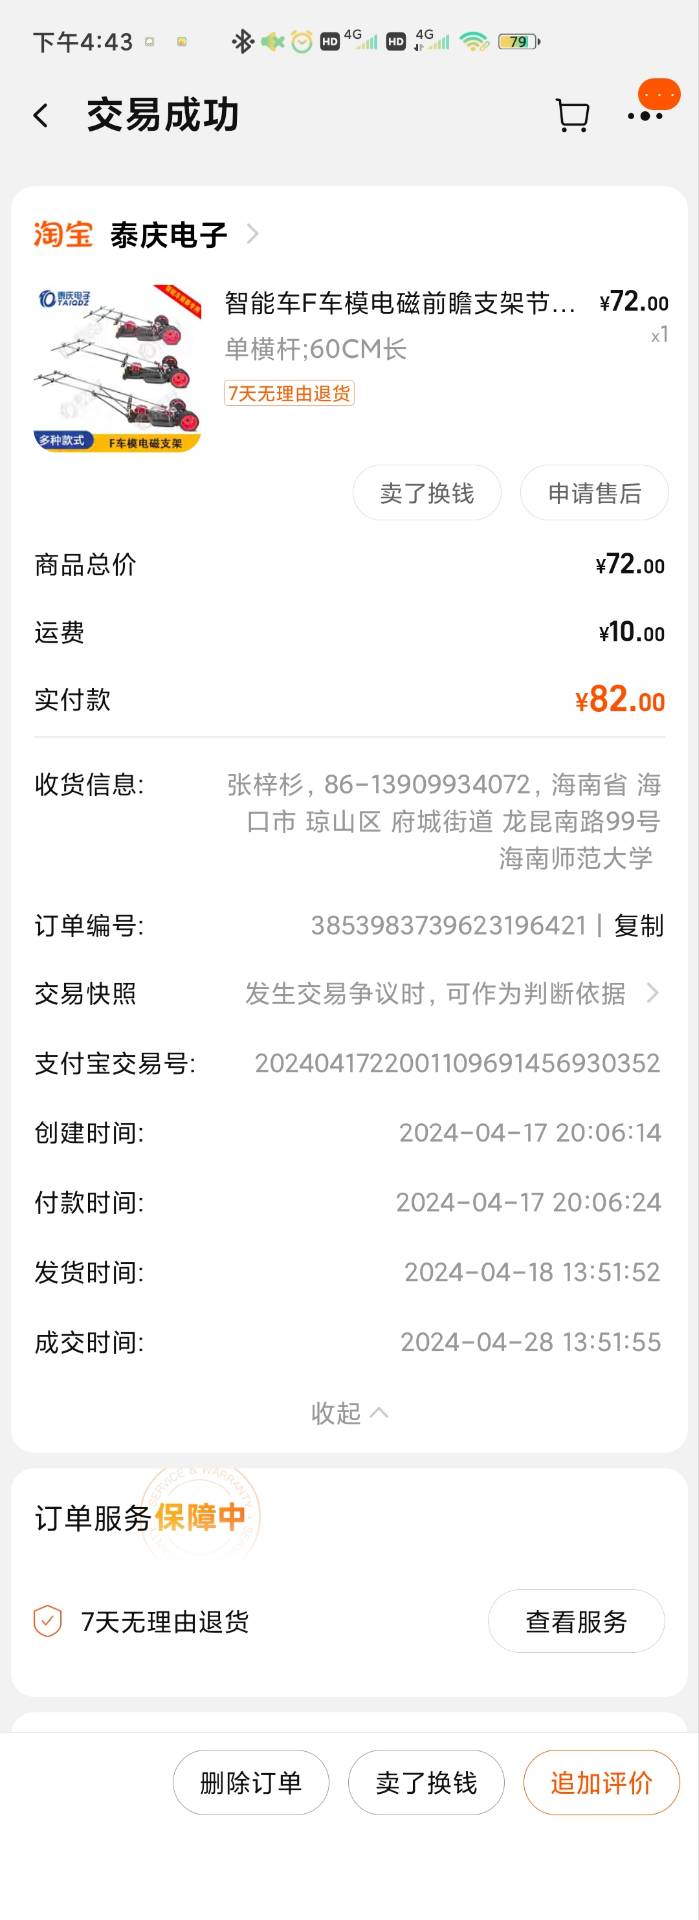 下午4:43
HD 4G HD 4G 79
交易成功
淘宝 泰庆电子
泰庆电子
TAIQDZ
多种款式 F车模电磁支架
智能车F车模电磁前瞻支架节... ¥72.00
单横杆;60CM长 x1
7天无理由退货
卖了换钱 申请售后
商品总价 ¥72.00
运费 ¥10.00
实付款 ¥82.00
收货信息: 张梓杉, 86-13909934072, 海南省 海
口市 琼山区 府城街道 龙昆南路99号
海南师范大学
订单编号: 3853983739623196421 | 复制
交易快照 发生交易争议时, 可作为判断依据
支付宝交易号: 2024041722001109691456930352
创建时间: 2024-04-17 20:06:14
付款时间: 2024-04-17 20:06:24
发货时间: 2024-04-18 13:51:52
成交时间: 2024-04-28 13:51:55
收起
SERVICE & WARRANTY
订单服务保障中
7天无理由退货 查看服务
删除订单 卖了换钱 追加评价